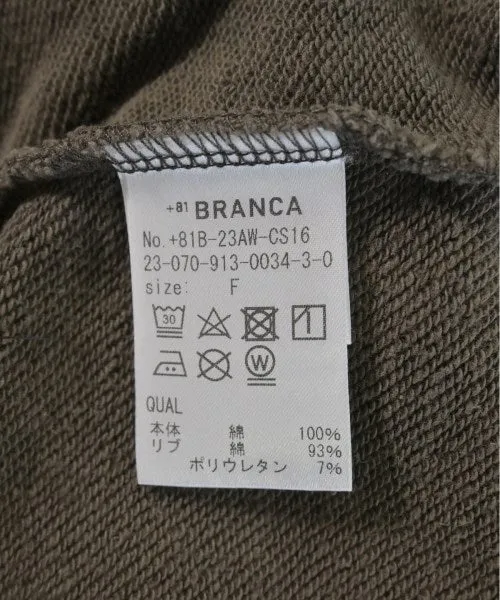 +81 BRANCA
No.+81B-23AW-CS16
23-070-913-0034-3-0
size: F
30
W
QUAL
本体 綿 100%
リブ 綿 93%
ポリウレタン 7%